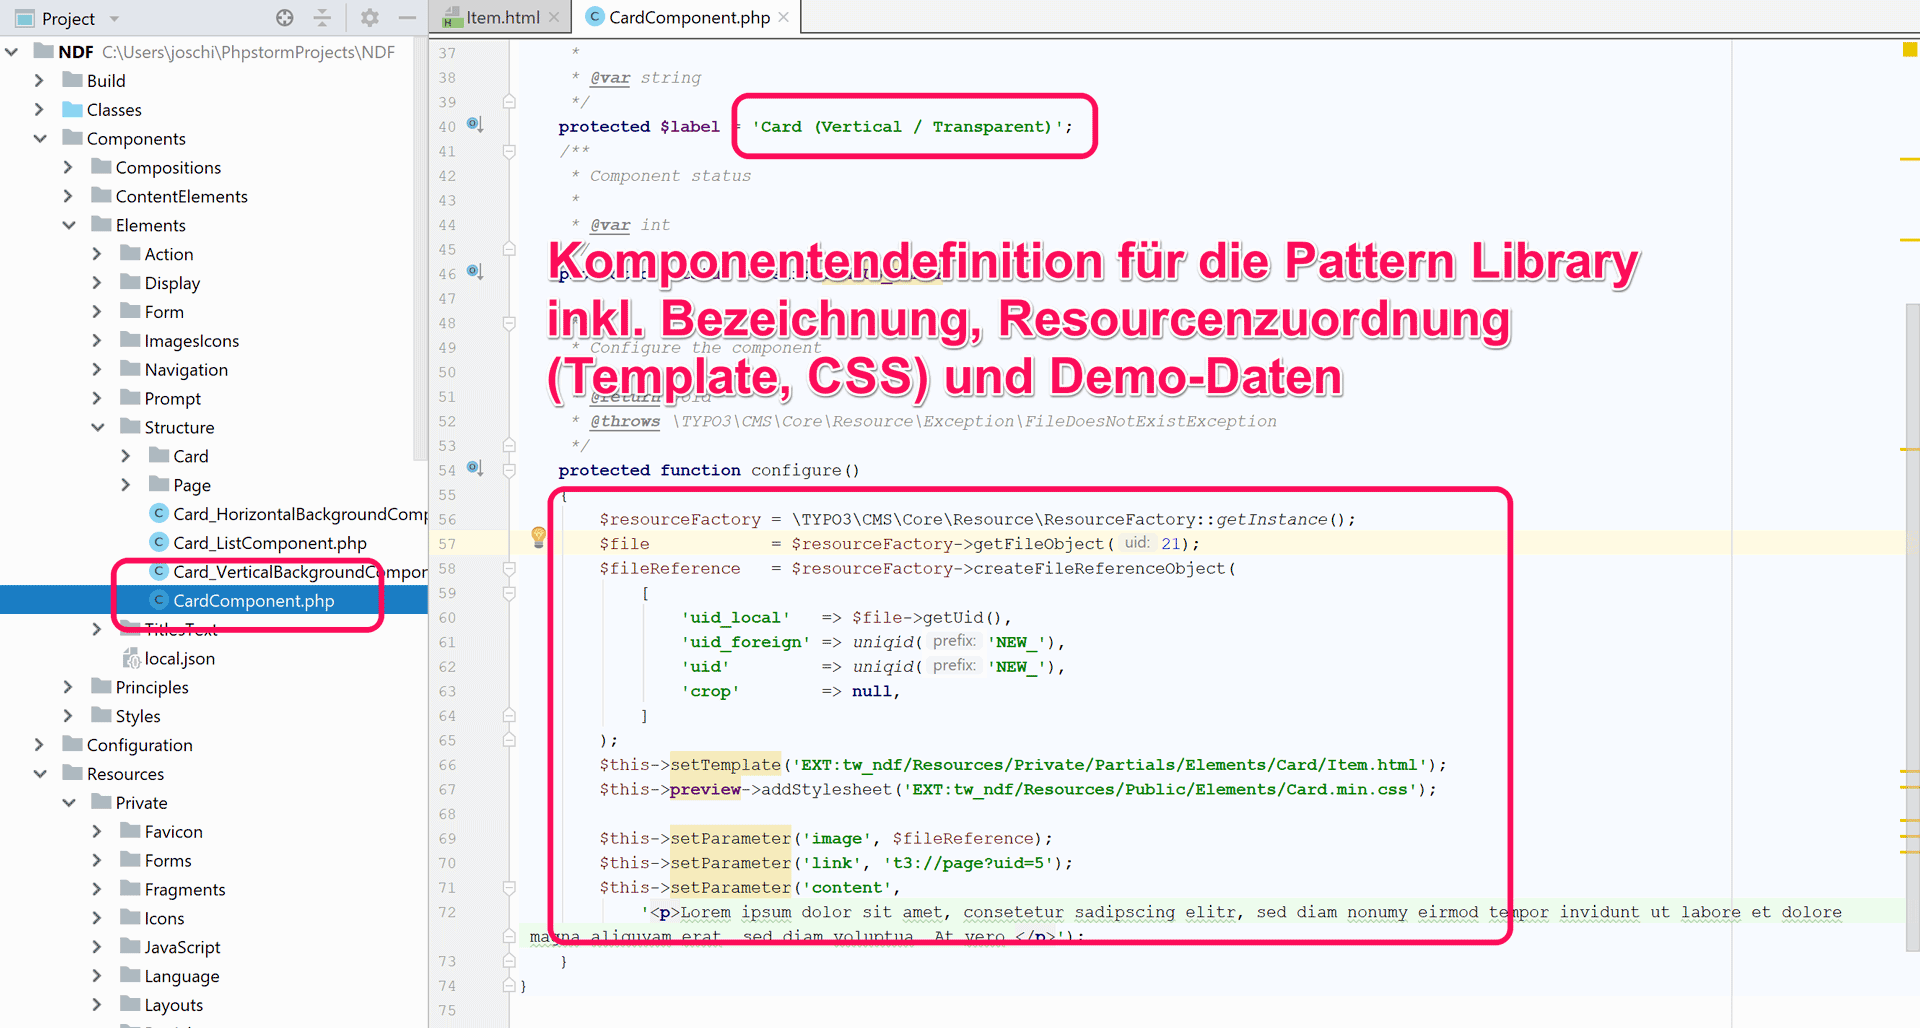 Project
NDF C:\Users\joschi\PhpstormProjects\NDF
Build
Classes
Components
Compositions
ContentElements
Elements
Action
Display
Form
ImagesIcons
Navigation
Prompt
Structure
Card
Page
Card_HorizontalBackgroundComp
Card_ListComponent.php
Card_VerticalBackgroundCompon
CardComponent.php
TitlesText
local.json
Principles
Styles
Configuration
Resources
Private
Favicon
Forms
Fragments
Icons
JavaScript
Language
Layouts
Item.html
CardComponent.php
37 *
38 * @var string
39 */
40 protected $label = 'Card (Vertical / Transparent)';
41 /**
42 * Component status
43 *
44 * @var int
45
46
47
48
49 * Configure the component
50
51 * @return void
52 * @throws \TYPO3\CMS\Core\Resource\Exception\FileDoesNotExistException
53 */
54 protected function configure()
55 {
56 $resourceFactory = \TYPO3\CMS\Core\Resource\ResourceFactory::getInstance();
57 $file = $resourceFactory->getFileObject( uid: 21);
58 $fileReference = $resourceFactory->createFileReferenceObject(
59 [
60 'uid_local' => $file->getUid(),
61 'uid_foreign' => uniqid( prefix: 'NEW_'),
62 'uid' => uniqid( prefix: 'NEW_'),
63 'crop' => null,
64 ]
65 );
66 $this->setTemplate('EXT:tw_ndf/Resources/Private/Partials/Elements/Card/Item.html');
67 $this->preview->addStylesheet('EXT:tw_ndf/Resources/Public/Elements/Card.min.css');
68
69 $this->setParameter('image', $fileReference);
70 $this->setParameter('link', 't3://page?uid=5');
71 $this->setParameter('content',
72 '<p>Lorem ipsum dolor sit amet, consetetur sadipscing elitr, sed diam nonumy eirmod tempor invidunt ut labore et dolore
magna aliquyam erat, sed diam voluptua. At vero </p>');
73 }
74 }
75
Komponentendefinition für die Pattern Library
inkl. Bezeichnung, Resourcenzuordnung
(Template, CSS) und Demo-Daten